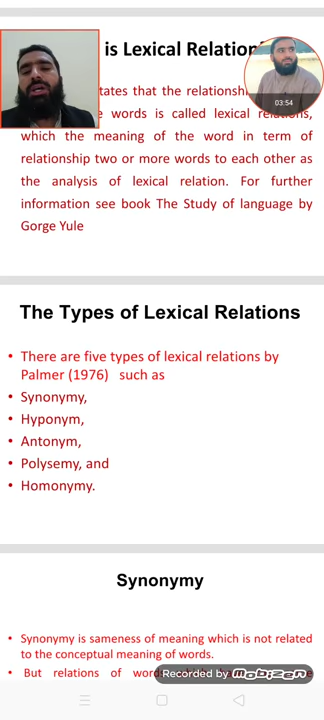 is Lexical Relation
tates that the relationship
03:54
words is called lexical relations,
which the meaning of the word in term of
relationship two or more words to each other as
the analysis of lexical relation. For further
information see book The Study of language by
Gorge Yule
The Types of Lexical Relations
• There are five types of lexical relations by
Palmer (1976) such as
• Synonymy,
• Hyponym,
• Antonym,
• Polysemy, and
• Homonymy.
Synonymy
• Synonymy is sameness of meaning which is not related
to the conceptual meaning of words.
• But relations of word
Recorded by mobizen